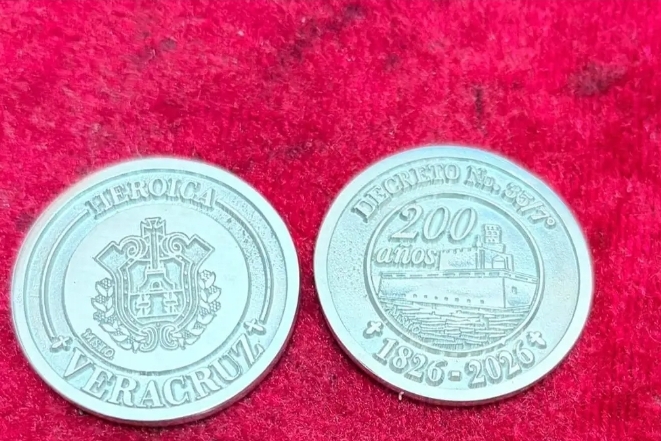 HEROICA
VERACRUZ
DECRETO No. 35/7°
200
años
1826-2026